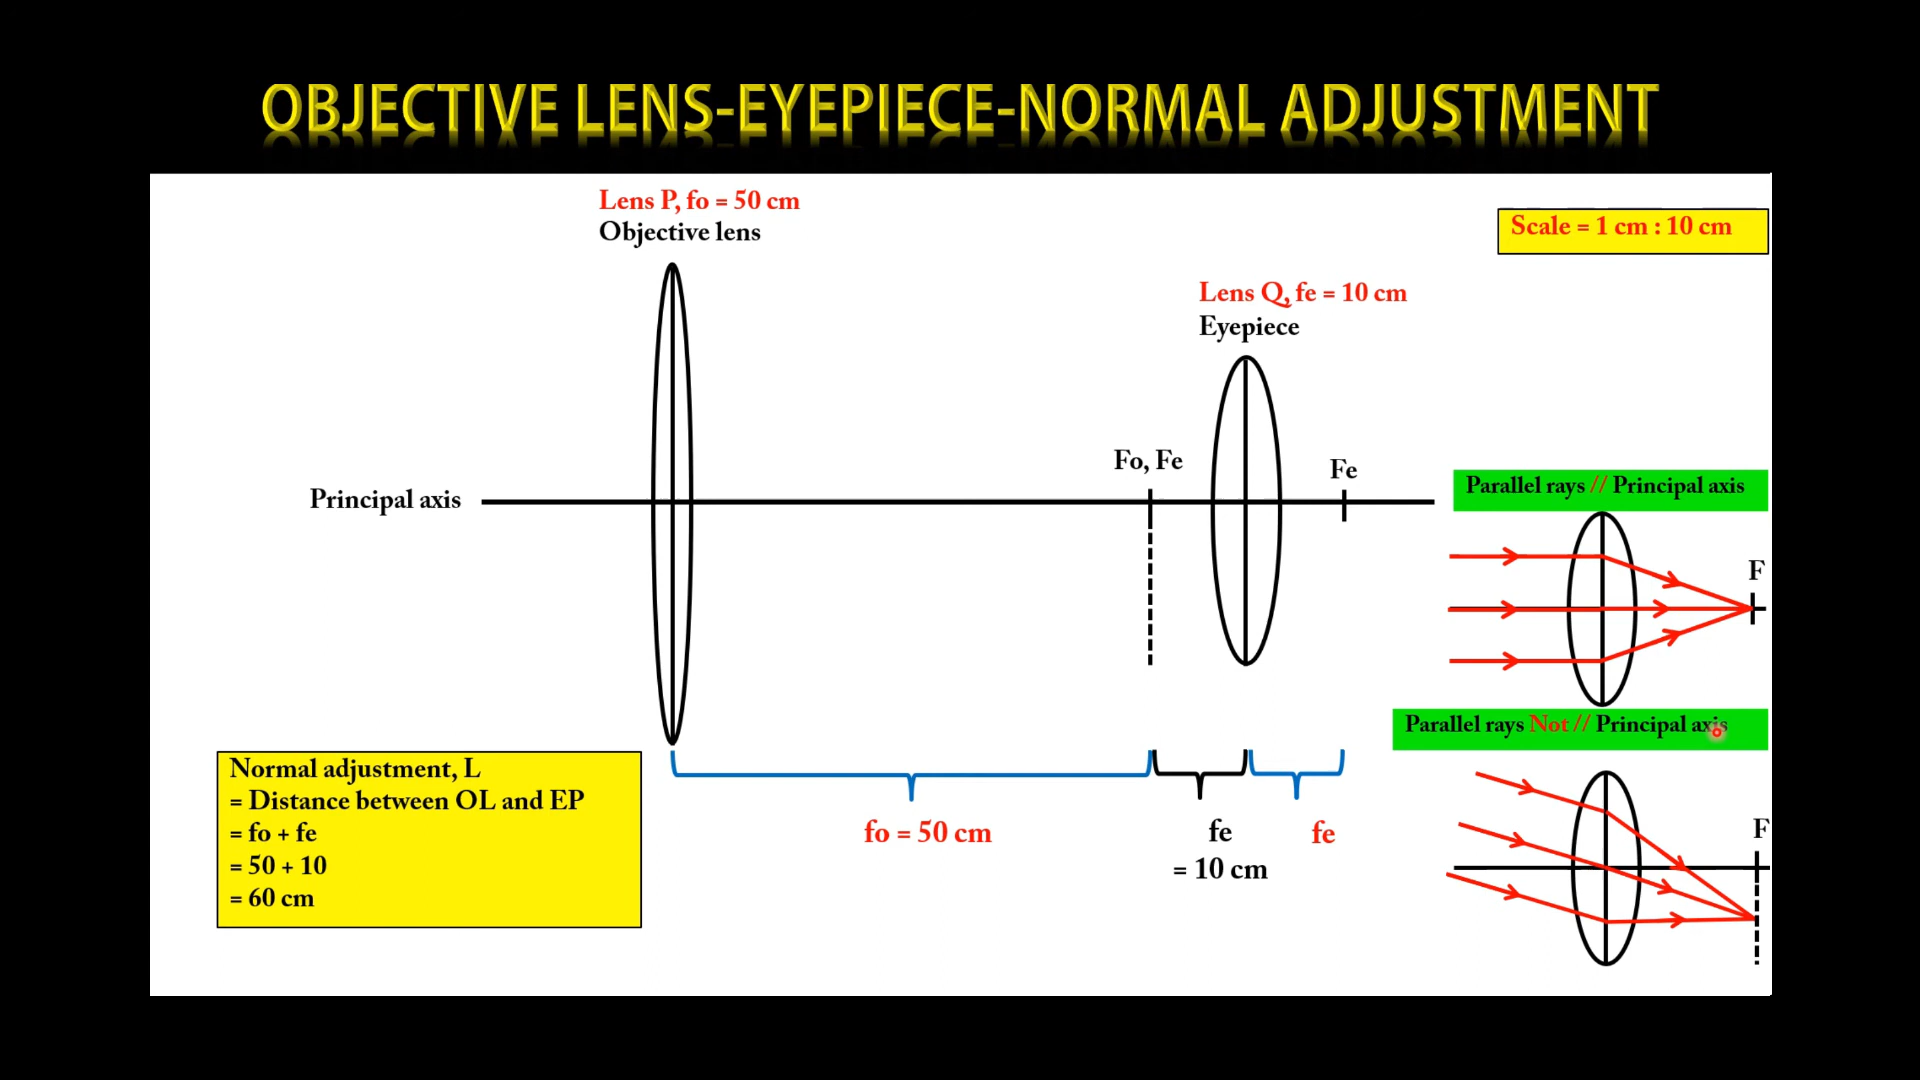 OBJECTIVE LENS-EYEPIECE-NORMAL ADJUSTMENT
Lens P, fo = 50 cm
Objective lens
Scale = 1 cm : 10 cm
Lens Q, fe = 10 cm
Eyepiece
Fo, Fe
Fe
Principal axis
Parallel rays // Principal axis
F
Parallel rays Not // Principal axis
F
Normal adjustment, L
= Distance between OL and EP
= fo + fe
= 50 + 10
= 60 cm
fo = 50 cm
fe
= 10 cm
fe